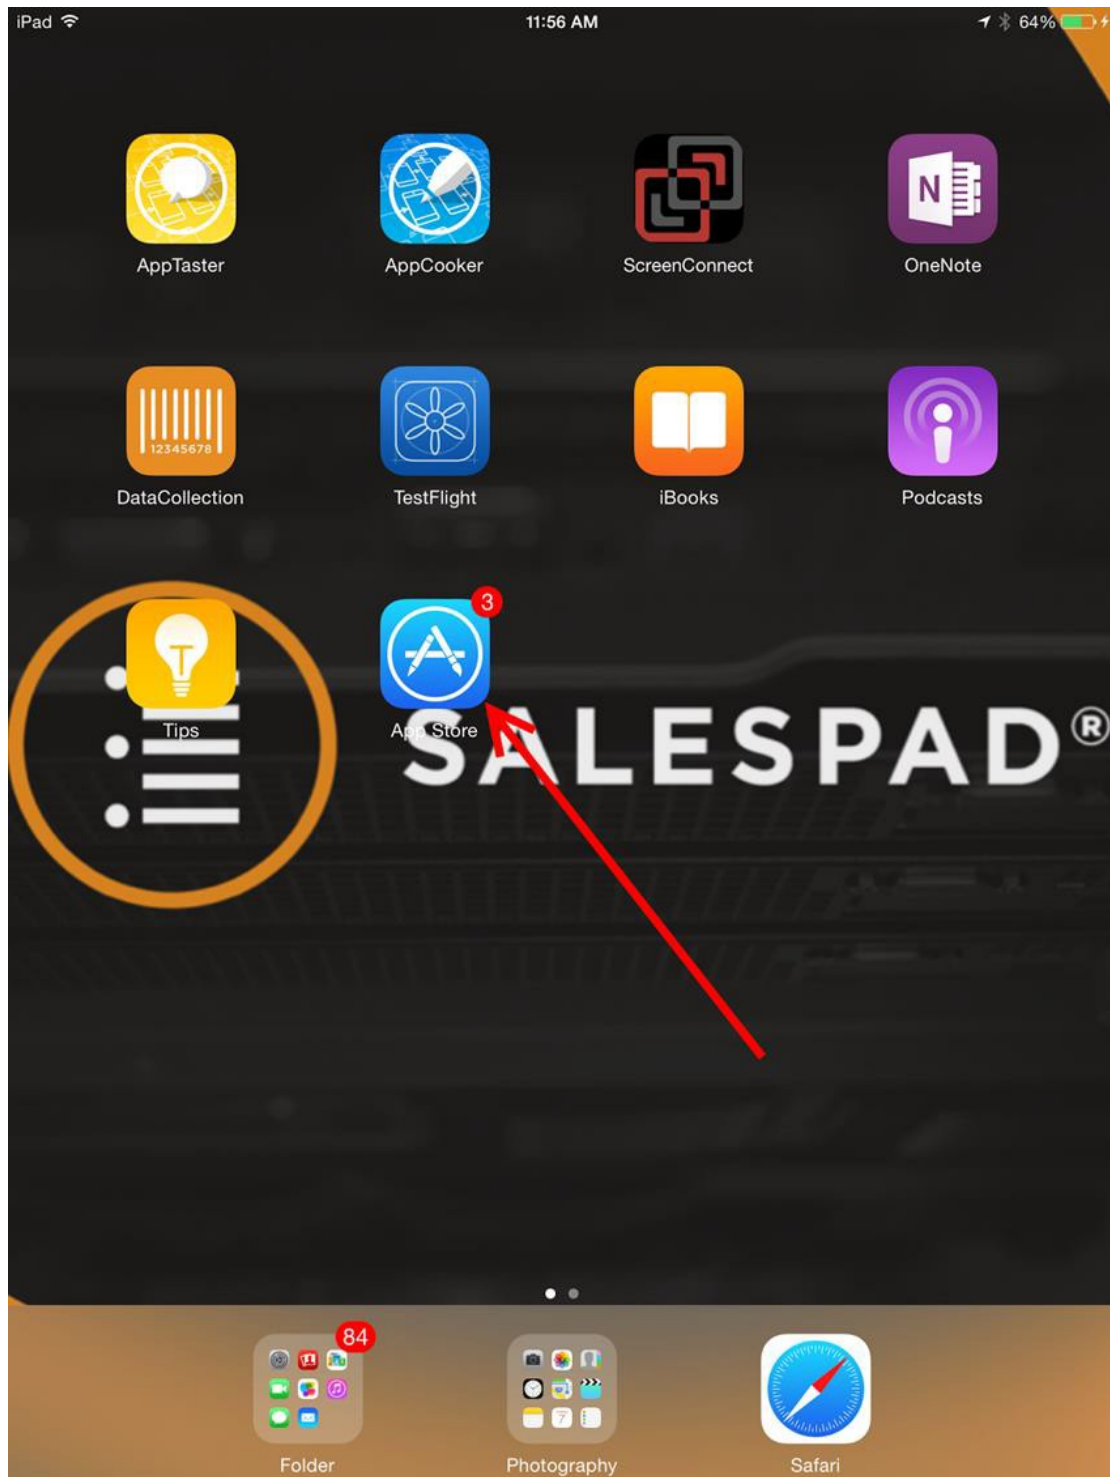 iPad 11:56 AM 64%
AppTaster AppCooker ScreenConnect OneNote
N
12345678
DataCollection TestFlight iBooks Podcasts
3
T
Tips App Store
SALESPAD®
84
7
Folder Photography Safari